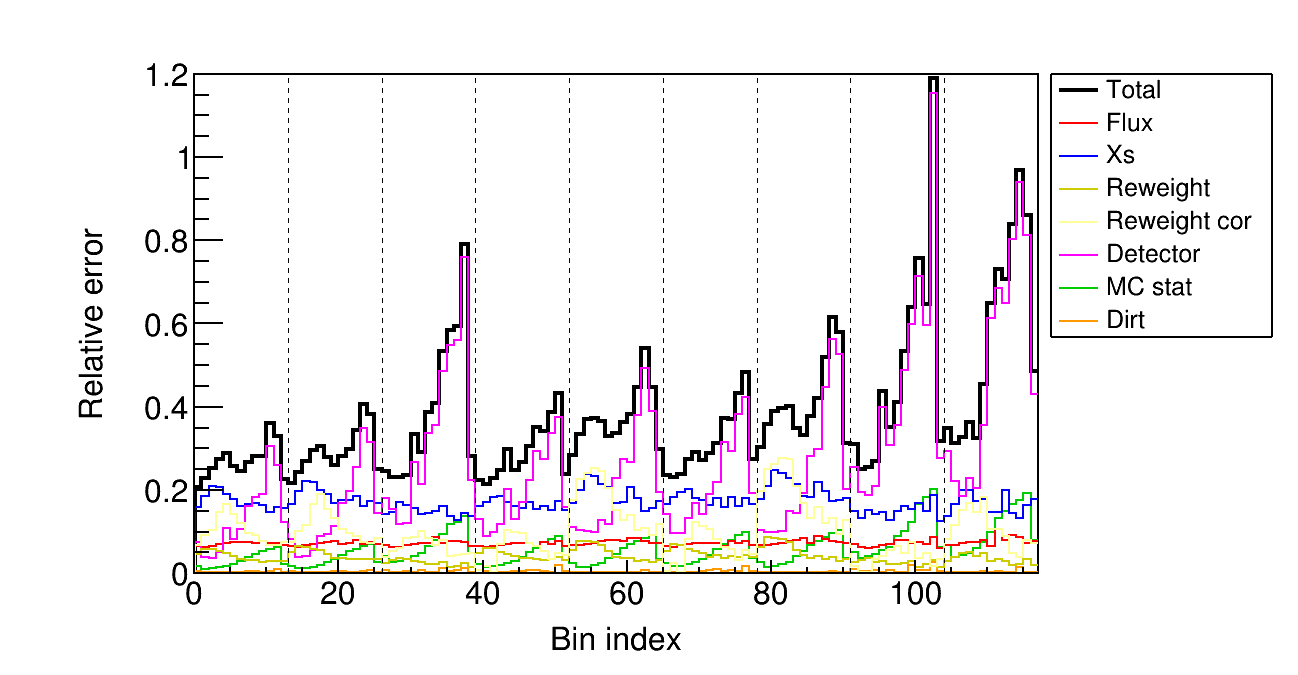 1.2
1
0.8
0.6
0.4
0.2
0
Relative error
0 20 40 60 80 100
Bin index
Total
Flux
Xs
Reweight
Reweight cor
Detector
MC stat
Dirt